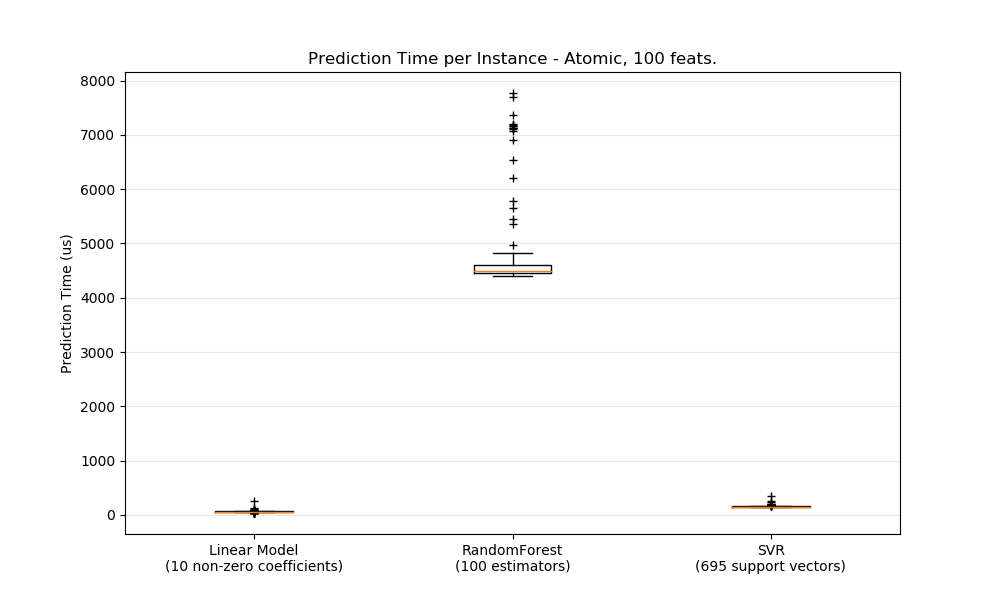 Prediction Time per Instance - Atomic, 100 feats.
Prediction Time (us)
8000
7000
6000
5000
4000
3000
2000
1000
0
Linear Model
(10 non-zero coefficients)
RandomForest
(100 estimators)
SVR
(695 support vectors)